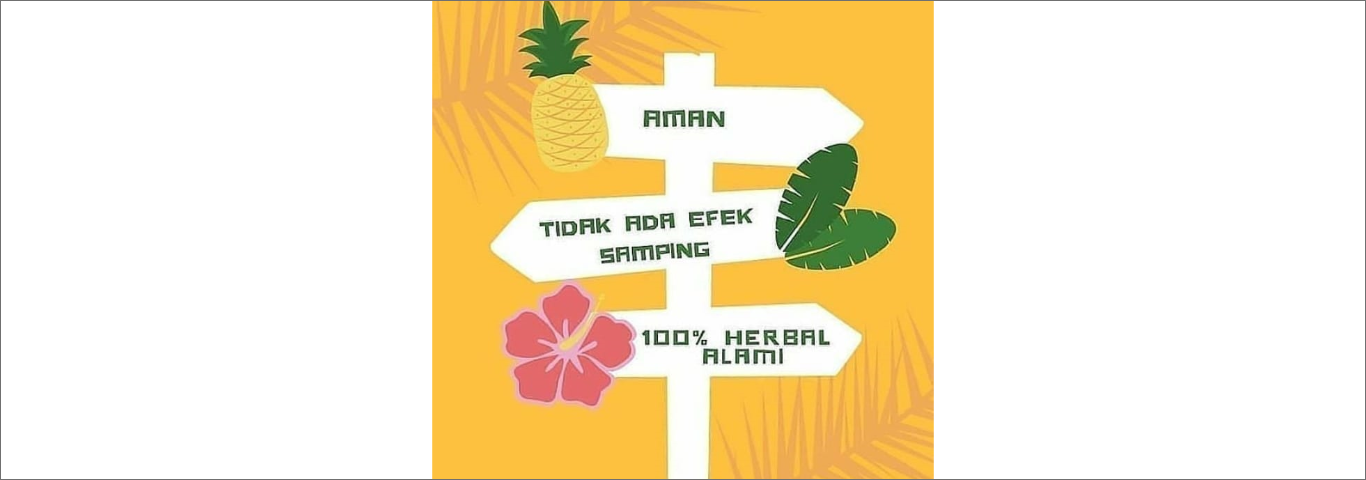 AMAN
TIDAK ADA EFEK
SAMPING
100% HERBAL
ALAMI